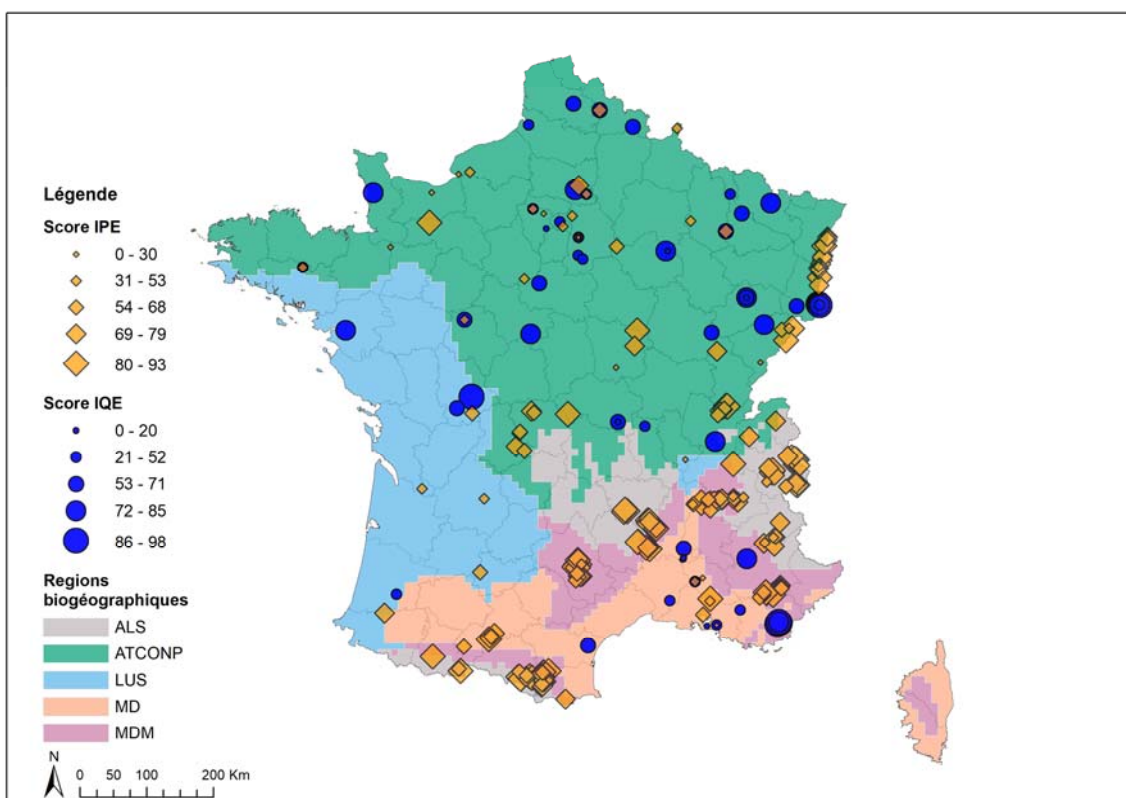 Légende
Score IPE
0 - 30
31 - 53
54 - 68
69 - 79
80 - 93
Score IQE
0 - 20
21 - 52
53 - 71
72 - 85
86 - 98
Regions
biogéographiques
ALS
ATCONP
LUS
MD
MDM
N
0 50 100 200 Km